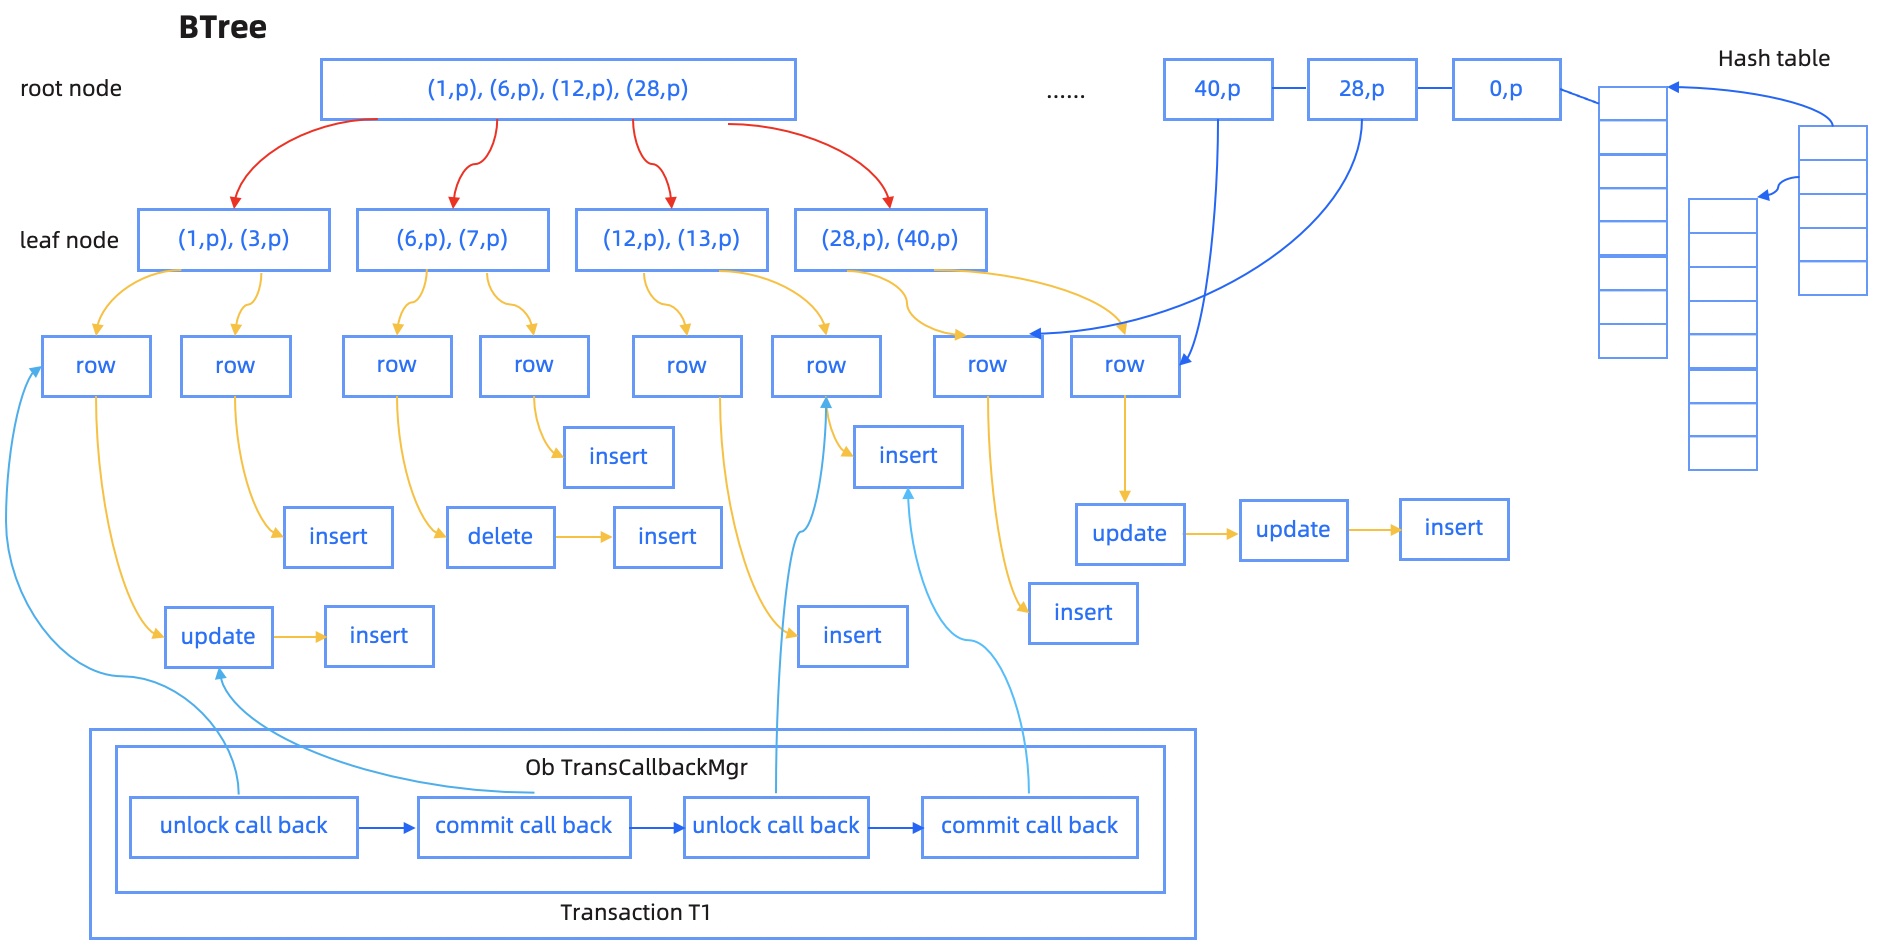 BTree
Hash table
root node
(1,p), (6,p), (12,p), (28,p)
......
40,p
28,p
0,p
leaf node
(1,p), (3,p)
(6,p), (7,p)
(12,p), (13,p)
(28,p), (40,p)
row
row
row
row
row
row
row
row
insert
insert
insert
delete
insert
update
update
insert
insert
update
insert
insert
Ob TransCallbackMgr
unlock call back
commit call back
unlock call back
commit call back
Transaction T1